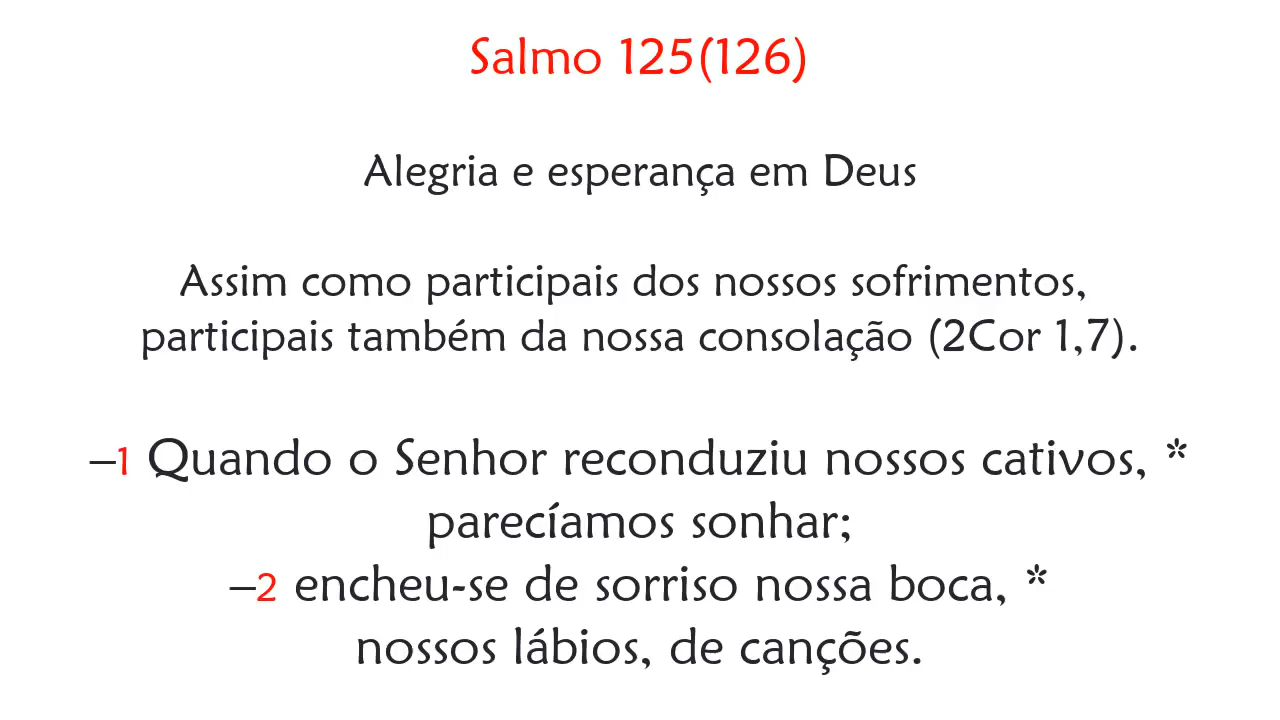 Salmo 125(126)
Alegria e esperança em Deus
Assim como participais dos nossos sofrimentos,
participais também da nossa consolação (2Cor 1,7).
–1 Quando o Senhor reconduziu nossos cativos, *
parecíamos sonhar;
–2 encheu-se de sorriso nossa boca, *
nossos lábios, de canções.